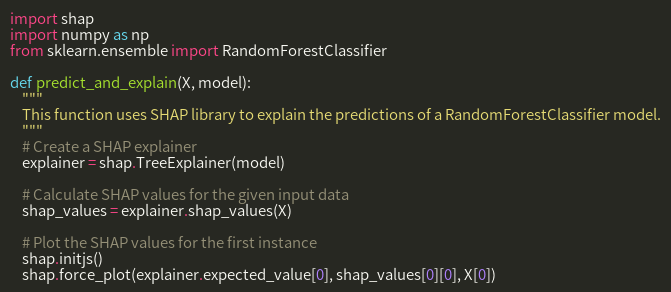 import shap
import numpy as np
from sklearn.ensemble import RandomForestClassifier
def predict_and_explain(X, model):
"""
This function uses SHAP library to explain the predictions of a RandomForestClassifier model.
"""
# Create a SHAP explainer
explainer = shap.TreeExplainer(model)
# Calculate SHAP values for the given input data
shap_values = explainer.shap_values(X)
# Plot the SHAP values for the first instance
shap.initjs()
shap.force_plot(explainer.expected_value[0], shap_values[0][0], X[0])